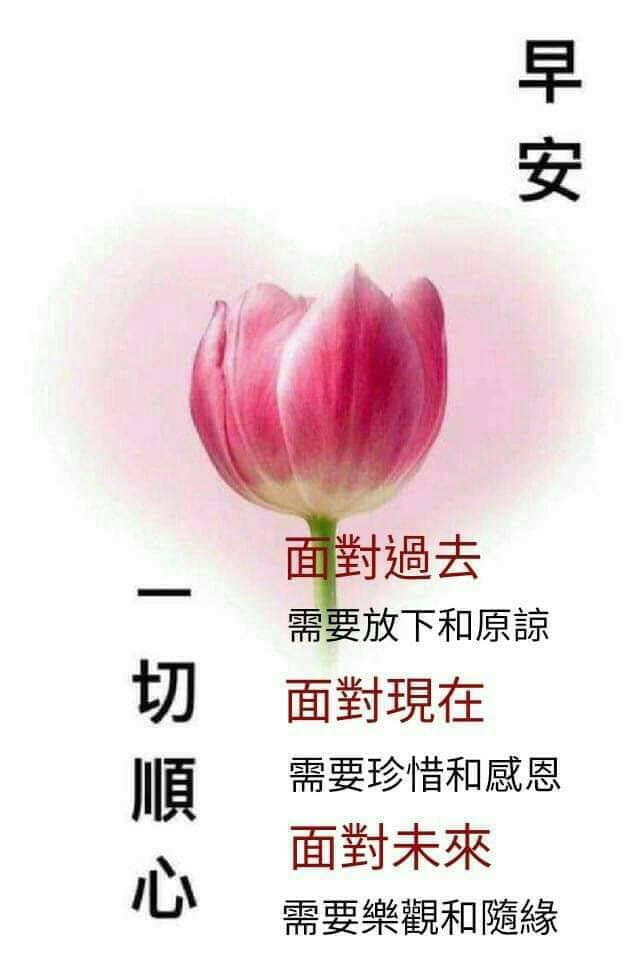 早安
一切順心
面對過去
需要放下和原諒
面對現在
需要珍惜和感恩
面對未來
需要樂觀和隨緣